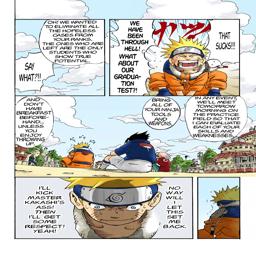 OH! WE WANTED
TO ELIMINATE ALL
THE HOPELESS
CASES FROM
YOUR RANKS.
THE ONES WHO ARE
LEFT ARE THE ONLY
STUDENTS WHO
SHOW TRUE
POTENTIAL.
SAY
WHAT?!!
WE
HAVE BEEN
THROUGH
HELL!
WHAT
ABOUT OUR
GRADUA-
TION
TEST?!
THAT
SUCKS!!
AND
DON'T
HAVE
BREAKFAST
BEFORE-
HAND...
UNLESS
YOU
ENJOY
THROWING
UP.
BRING
ALL OF
YOUR NINJA
TOOLS
AND
WEAPONS.
IN ANY EVENT,
WE'LL MEET
TOMORROW
MORNING ON
THE PRACTICE
FIELD SO THAT I
CAN EVALUATE
EACH OF YOUR
SKILLS AND
WEAKNESSES.
I'LL
KICK
MASTER
KAKASHI'S
ASS! THEN
I'LL GET
SOME
RESPECT!
YEAH!
NO
WAY
WILL I
LET THIS
SET ME
BACK.